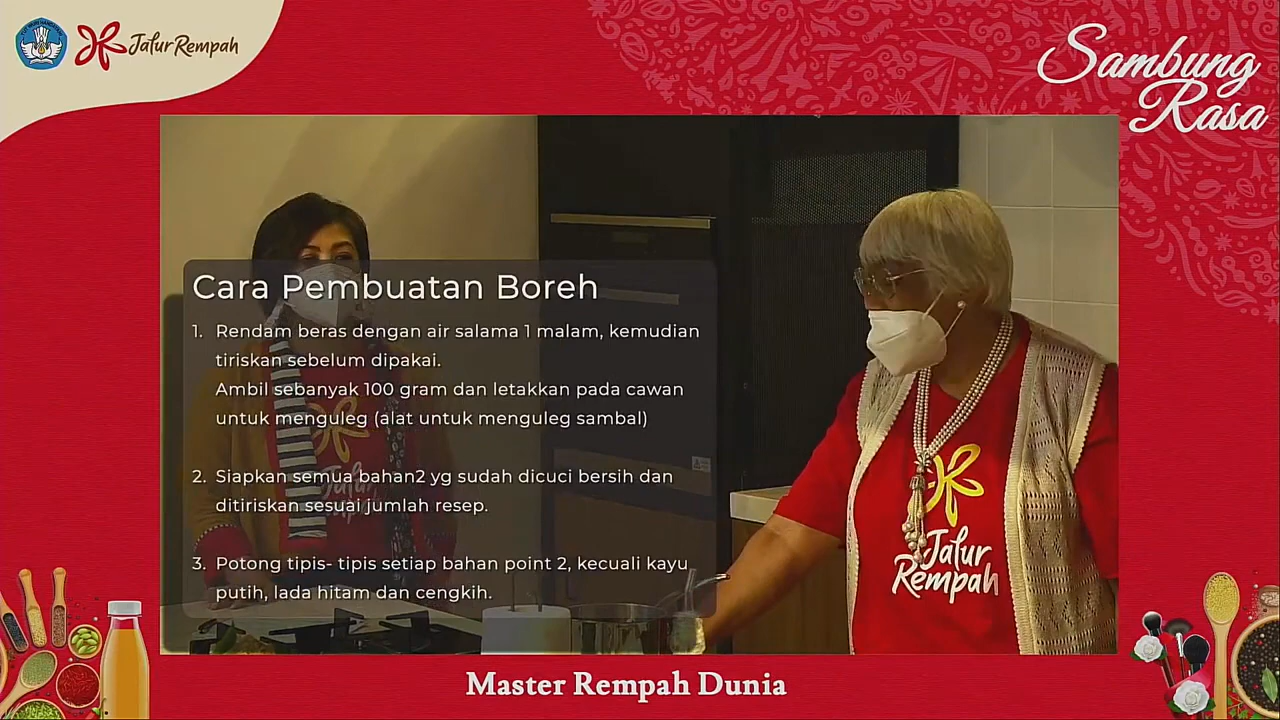 Jalur Rempah
Sambung
Rasa
Cara Pembuatan Boreh
1. Rendam beras dengan air salama 1 malam, kemudian
tiriskan sebelum dipakai.
Ambil sebanyak 100 gram dan letakkan pada cawan
untuk menguleg (alat untuk menguleg sambal)
2. Siapkan semua bahan2 yg sudah dicuci bersih dan
ditiriskan sesuai jumlah resep.
3. Potong tipis- tipis setiap bahan point 2, kecuali kayu
putih, lada hitam dan cengkih.
Jalur
Rempah
Master Rempah Dunia